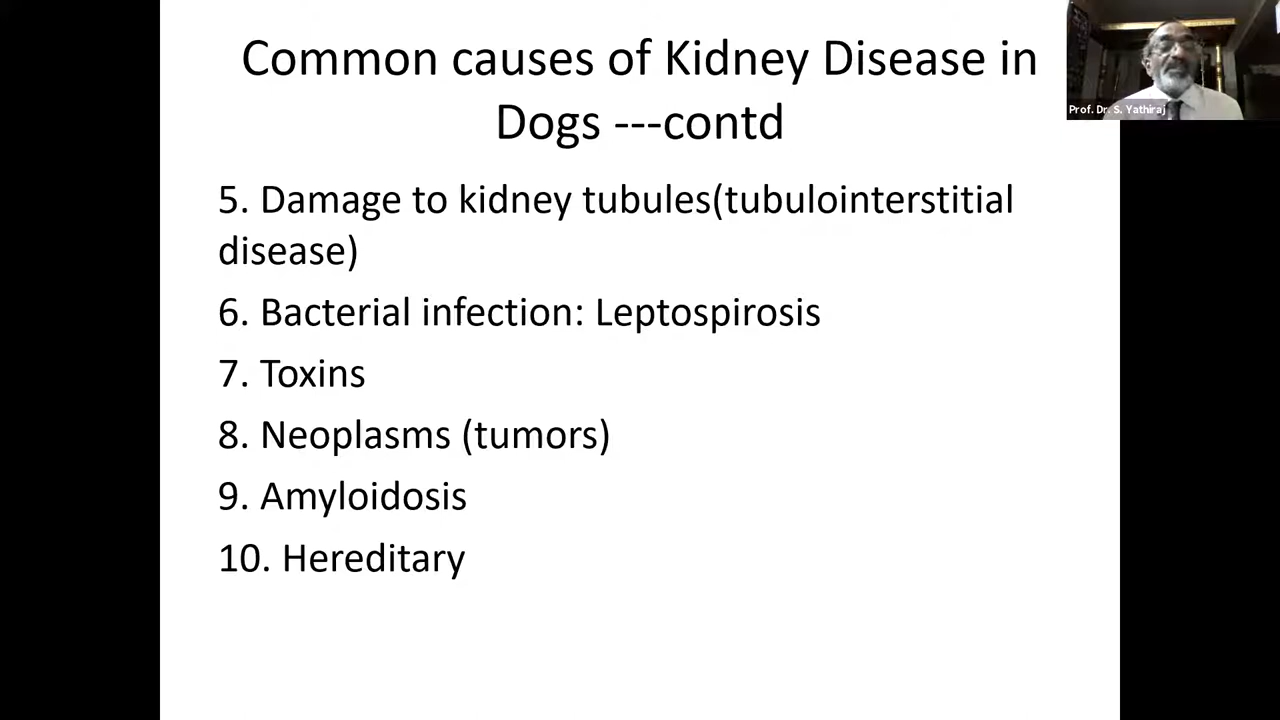 Common causes of Kidney Disease in
Dogs ---contd
Prof. Dr. S. Yathiraj
5. Damage to kidney tubules(tubulointerstitial
disease)
6. Bacterial infection: Leptospirosis
7. Toxins
8. Neoplasms (tumors)
9. Amyloidosis
10. Hereditary